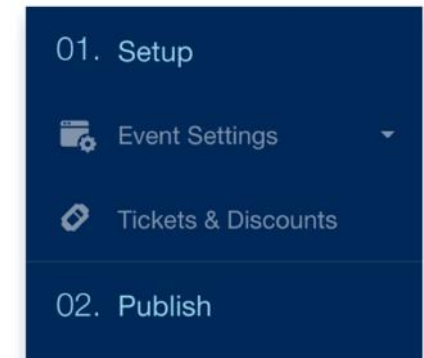 01. Setup
Event Settings
Tickets & Discounts
02. Publish